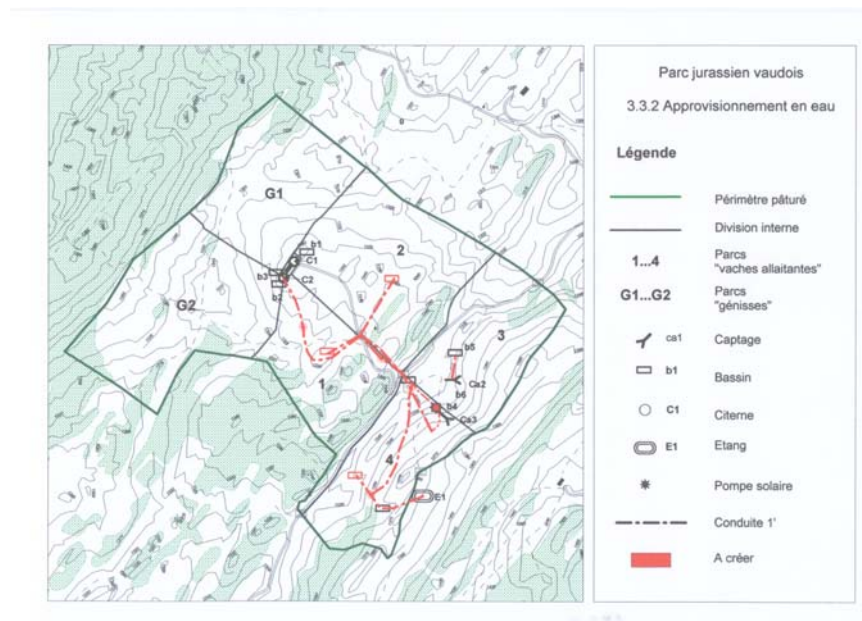 Parc jurassien vaudois
3.3.2 Approvisionnement en eau
Légende
Périmètre pâturé
Division interne
1...4 Parcs
"vaches allaitantes"
G1...G2 Parcs
"génisses"
ca1 Captage
b1 Bassin
C1 Citerne
E1 Etang
Pompe solaire
Conduite 1'
A créer
G1
2
b1
C1
b3
C2
b2
G2
3
b5
1
Ca2
b6
b4
Ca3
4
E1